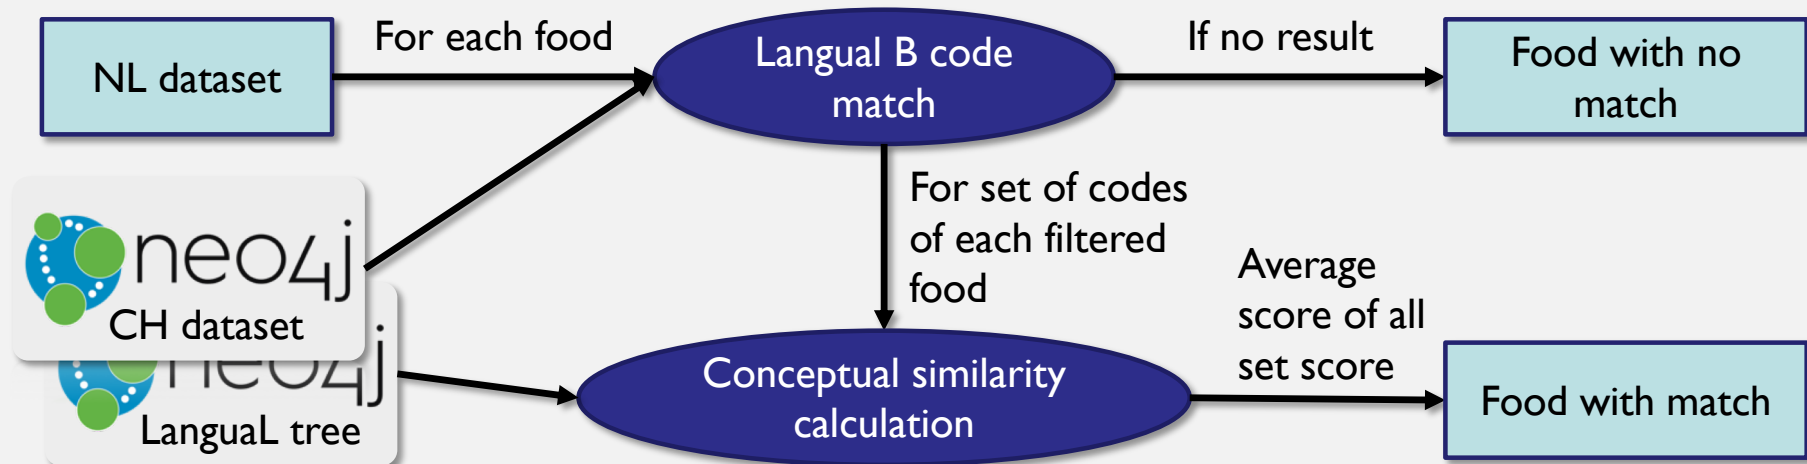 NL dataset
For each food
Langual B code
match
If no result
Food with no
match
neo4j
CH dataset
neo4j
LanguaL tree
For set of codes
of each filtered
food
Conceptual similarity
calculation
Average
score of all
set score
Food with match